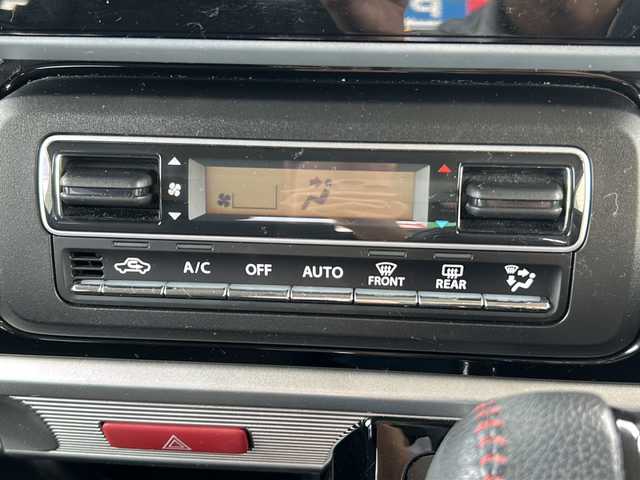 A/C OFF AUTO FRONT REAR